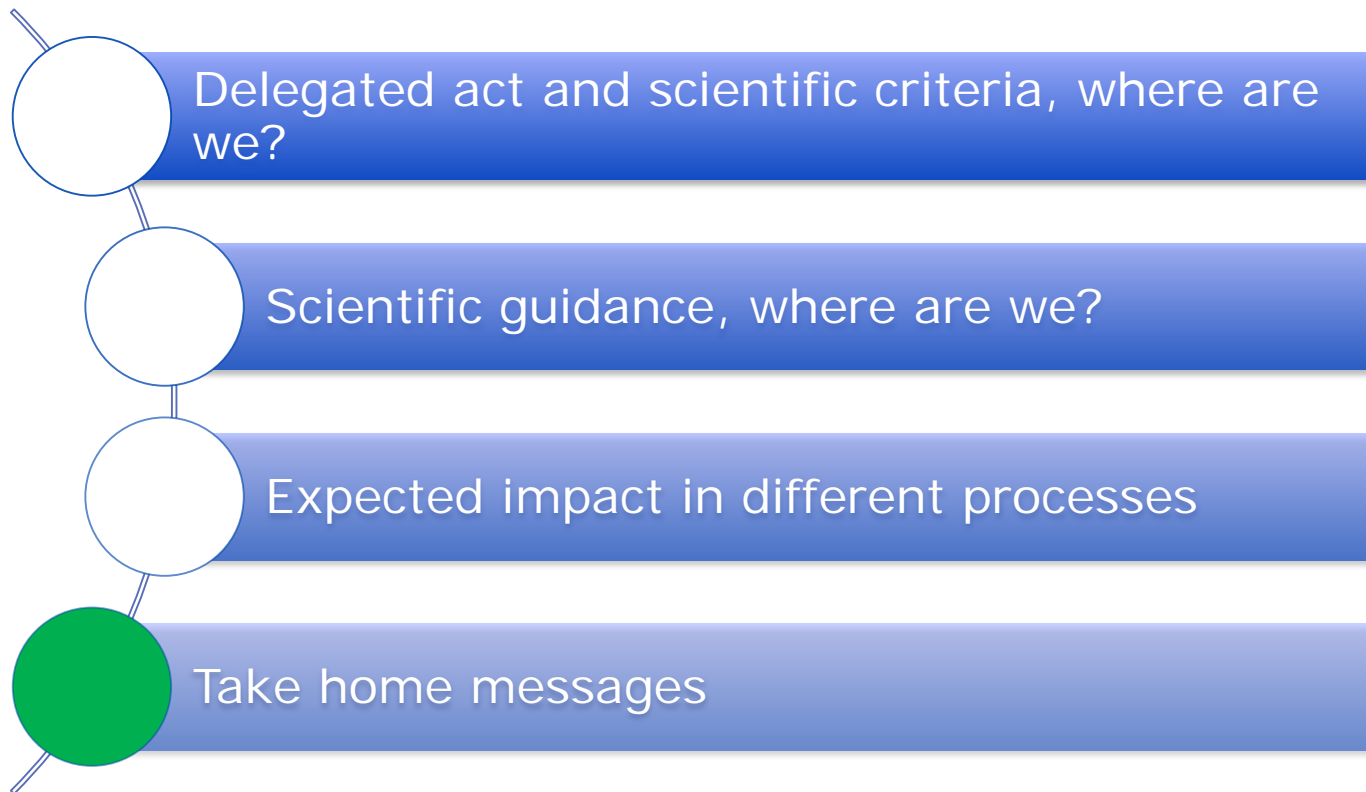 Delegated act and scientific criteria, where are
we?
Scientific guidance, where are we?
Expected impact in different processes
Take home messages